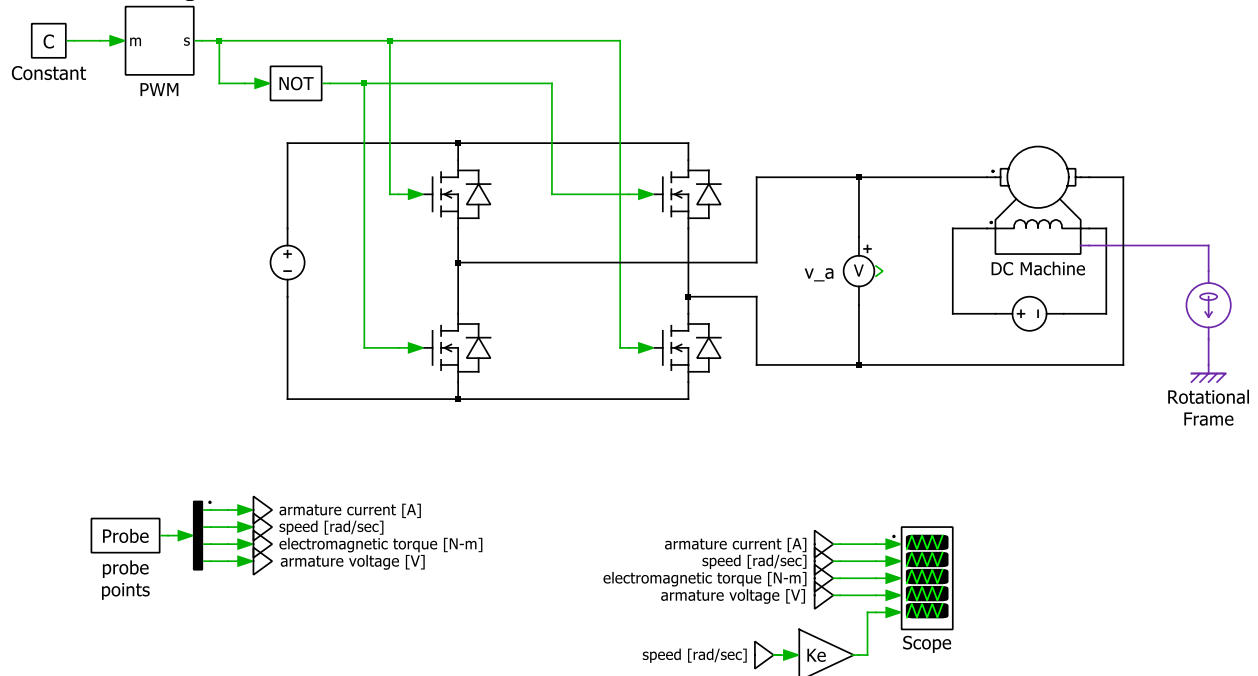 C
Constant
m
s
PWM
NOT
+
−
v_a
+
V
DC Machine
+ −
Rotational
Frame
Probe
probe
points
armature current [A]
speed [rad/sec]
electromagnetic torque [N-m]
armature voltage [V]
armature current [A]
speed [rad/sec]
electromagnetic torque [N-m]
armature voltage [V]
Scope
speed [rad/sec]
Ke